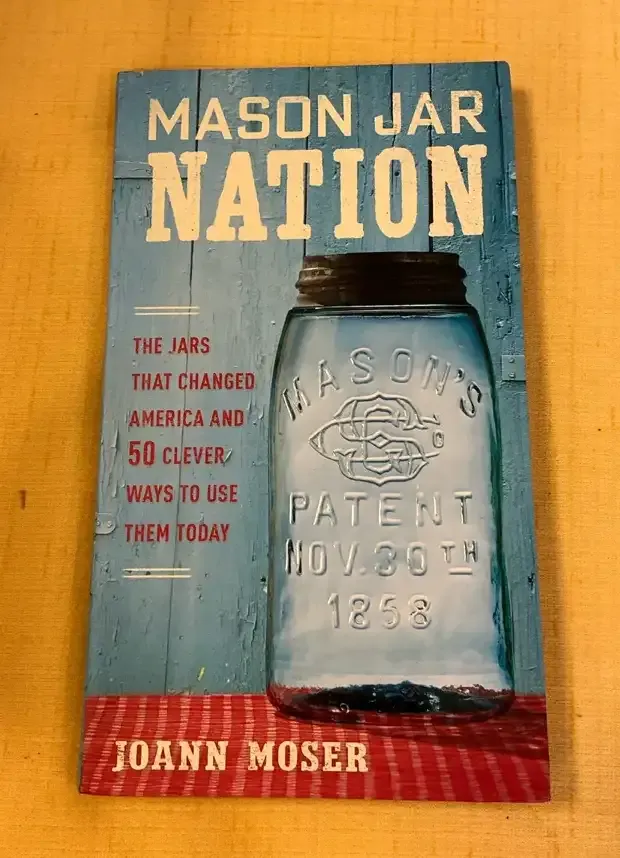 MASON JAR
NATION
THE JARS
THAT CHANGED
AMERICA AND
50 CLEVER
WAYS TO USE
THEM TODAY
MASON'S
PATENT
NOV. 30TH
1858
JOANN MOSER